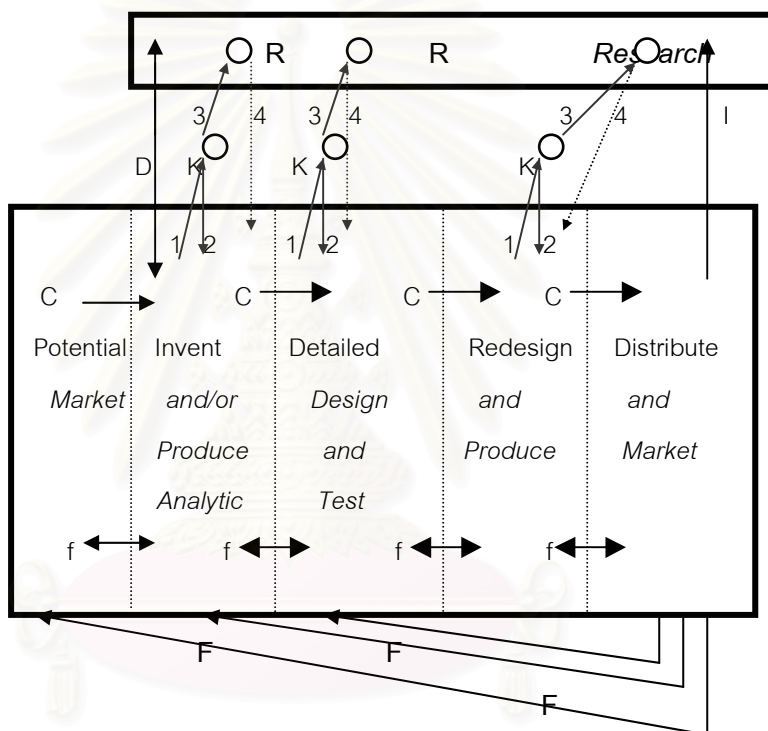 R R Research
3 4 3 4 3 4 I
D K K K
1 2 1 2 1 2
C C C C
Potential Invent Detailed Redesign Distribute
Market and/or Design and and
Produce and Produce Market
Analytic Test
f f f f
F F
F